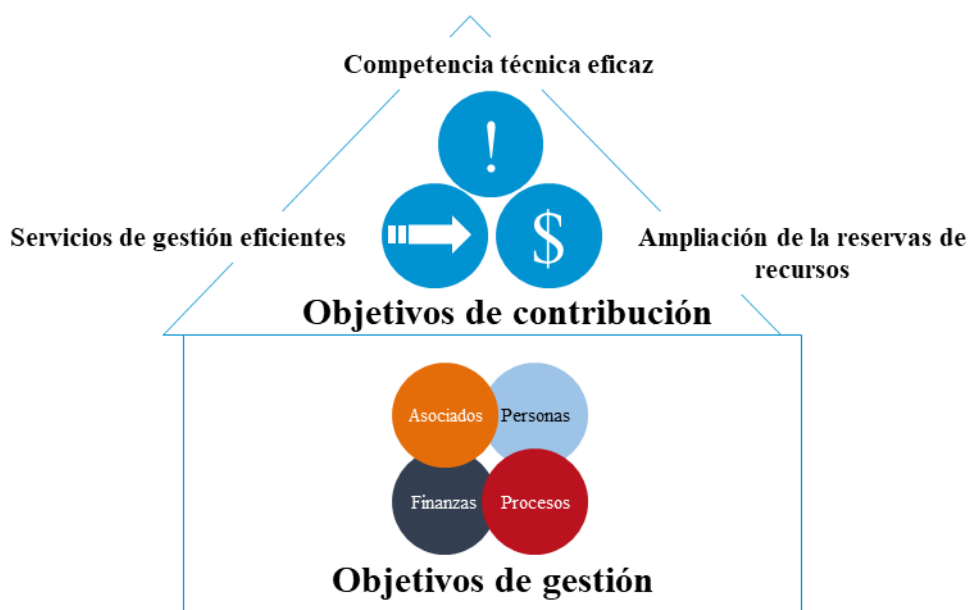 Competencia técnica eficaz
!
Servicios de gestión eficientes
$
Ampliación de la reservas de
recursos
Objetivos de contribución
Asociados
Personas
Finanzas
Procesos
Objetivos de gestión